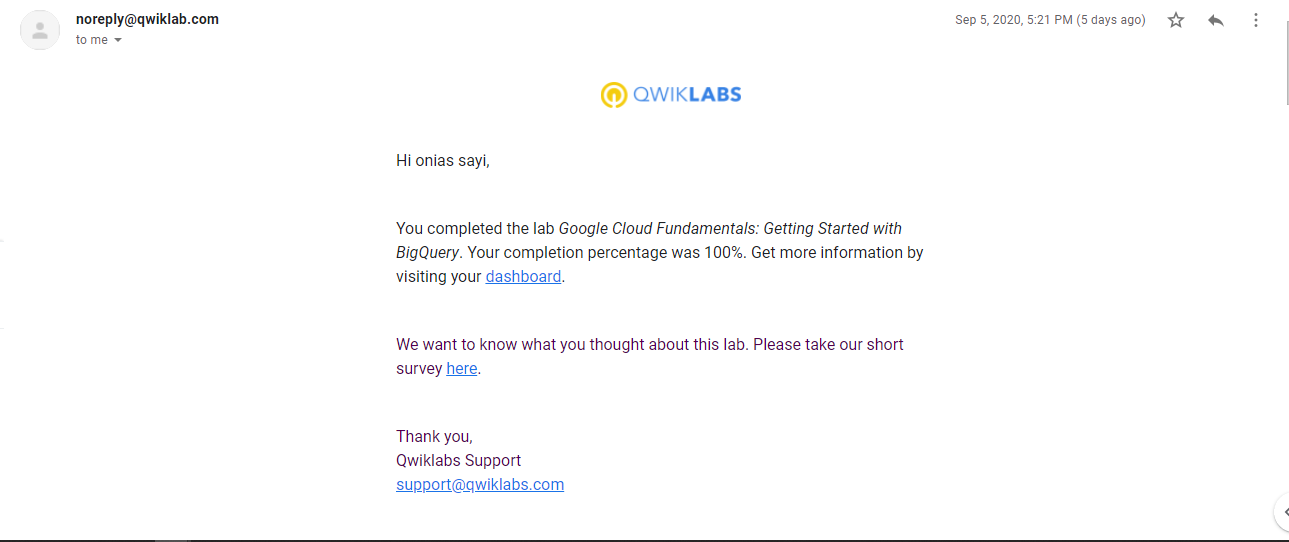 noreply@qwiklab.com
Sep 5, 2020, 5:21 PM (5 days ago)
to me
QWIKLABS
Hi onias sayi,
You completed the lab Google Cloud Fundamentals: Getting Started with
BigQuery. Your completion percentage was 100%. Get more information by
visiting your dashboard.
We want to know what you thought about this lab. Please take our short
survey here.
Thank you,
Qwiklabs Support
support@qwiklabs.com